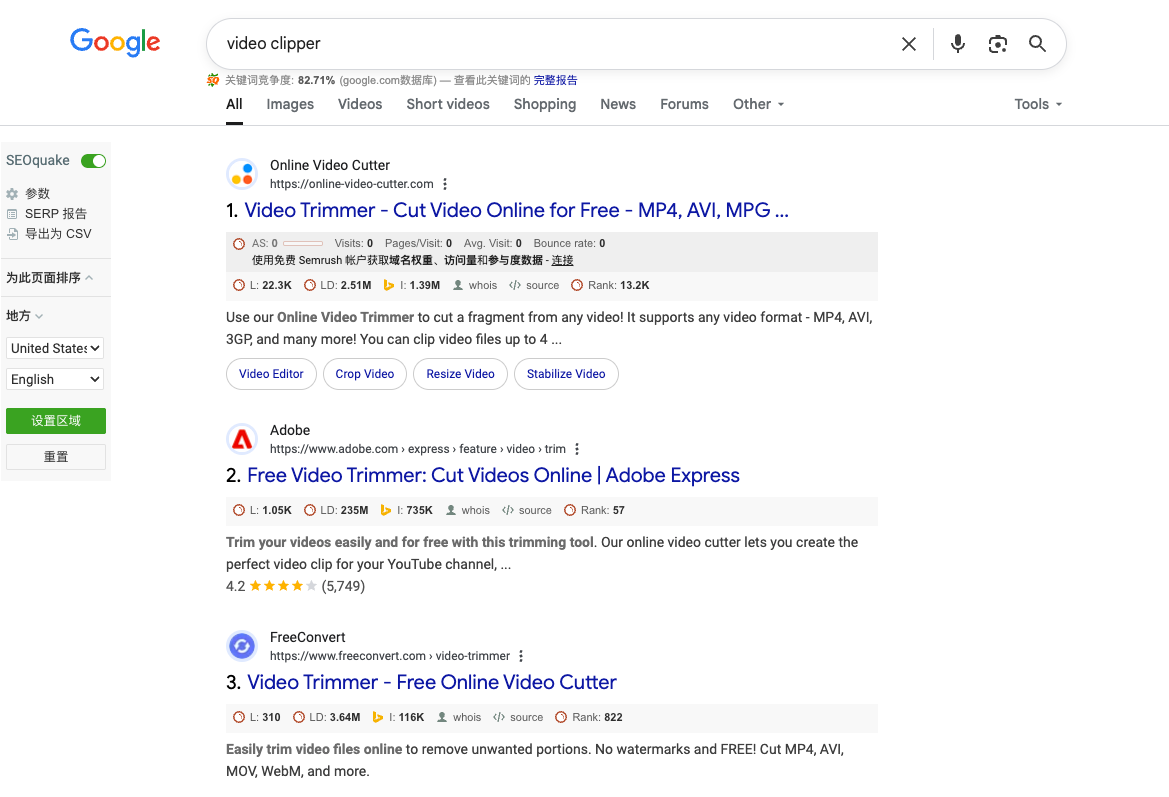 Google
video clipper
关键词竞争度: 82.71% (google.com数据库) — 查看此关键词的 完整报告
All Images Videos Short videos Shopping News Forums Other Tools
SEOquake
参数
SERP 报告
导出为 CSV
为此页面排序
地方
United States
English
设置区域
重置
Online Video Cutter
https://online-video-cutter.com
1. Video Trimmer - Cut Video Online for Free - MP4, AVI, MPG ...
AS: 0 Visits: 0 Pages/Visit: 0 Avg. Visit: 0 Bounce rate: 0
使用免费 Semrush 帐户获取域名权重、访问量和参与度数据 - 连接
L: 22.3K LD: 2.51M I: 1.39M whois source Rank: 13.2K
Use our Online Video Trimmer to cut a fragment from any video! It supports any video format - MP4, AVI,
3GP, and many more! You can clip video files up to 4 ...
Video Editor Crop Video Resize Video Stabilize Video
Adobe
https://www.adobe.com › express › feature › video › trim
2. Free Video Trimmer: Cut Videos Online | Adobe Express
L: 1.05K LD: 235M I: 735K whois source Rank: 57
Trim your videos easily and for free with this trimming tool. Our online video cutter lets you create the
perfect video clip for your YouTube channel, ...
4.2 (5,749)
FreeConvert
https://www.freeconvert.com › video-trimmer
3. Video Trimmer - Free Online Video Cutter
L: 310 LD: 3.64M I: 116K whois source Rank: 822
Easily trim video files online to remove unwanted portions. No watermarks and FREE! Cut MP4, AVI,
MOV, WebM, and more.